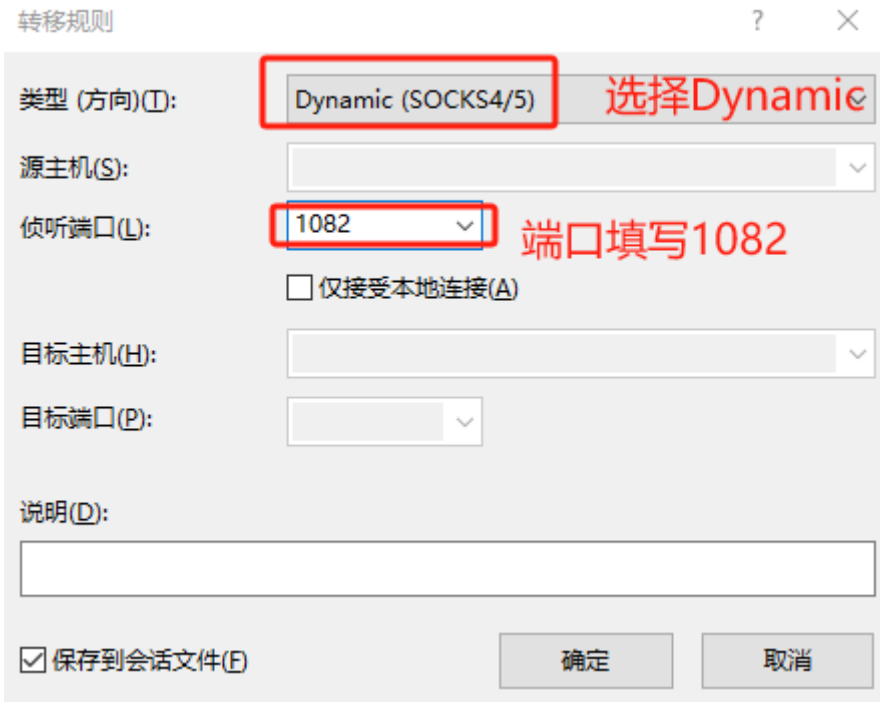 转移规则
类型 (方向)(T):
Dynamic (SOCKS4/5)
选择Dynamic
源主机(S):
侦听端口(L):
1082
端口填写1082
仅接受本地连接(A)
目标主机(H):
目标端口(P):
说明(D):
保存到会话文件(F)
确定
取消